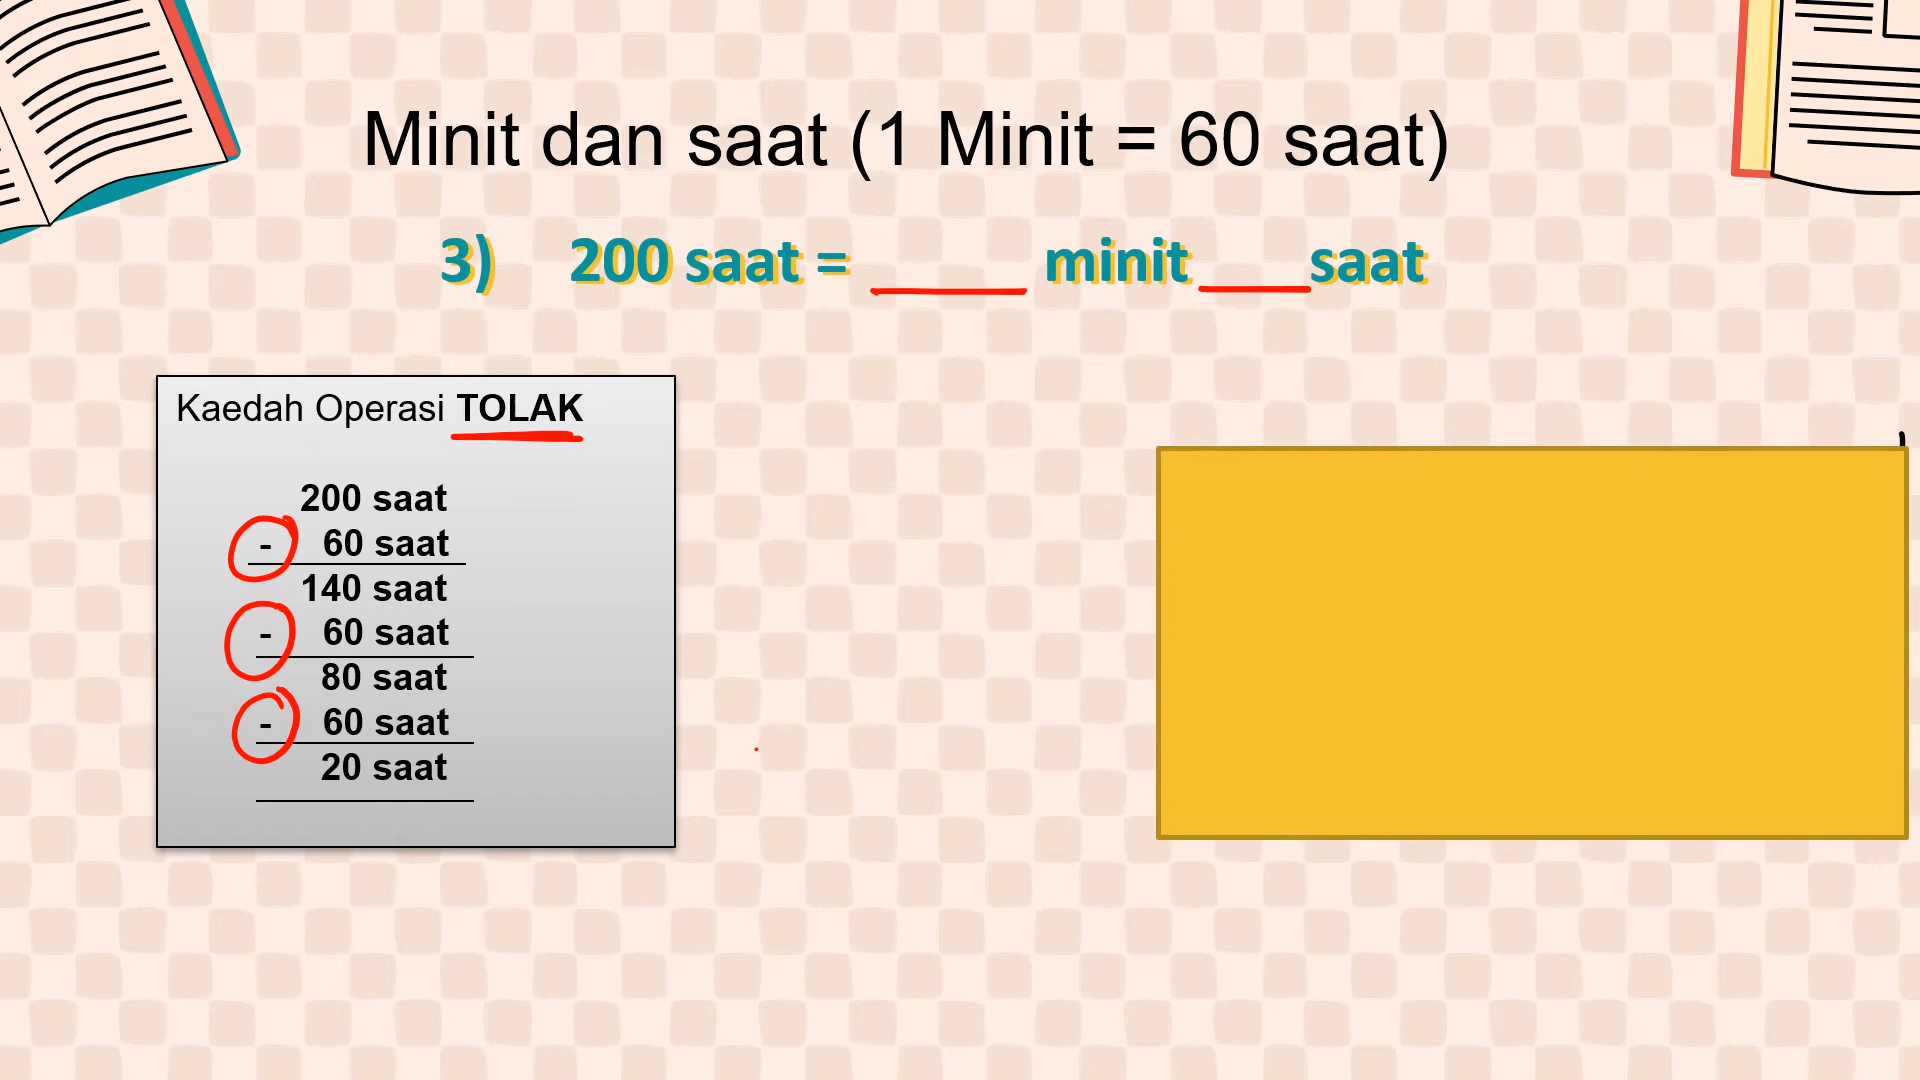 Minit dan saat (1 Minit = 60 saat)
3) 200 saat = ____ minit ___ saat
Kaedah Operasi TOLAK
200 saat
- 60 saat
140 saat
- 60 saat
80 saat
- 60 saat
20 saat